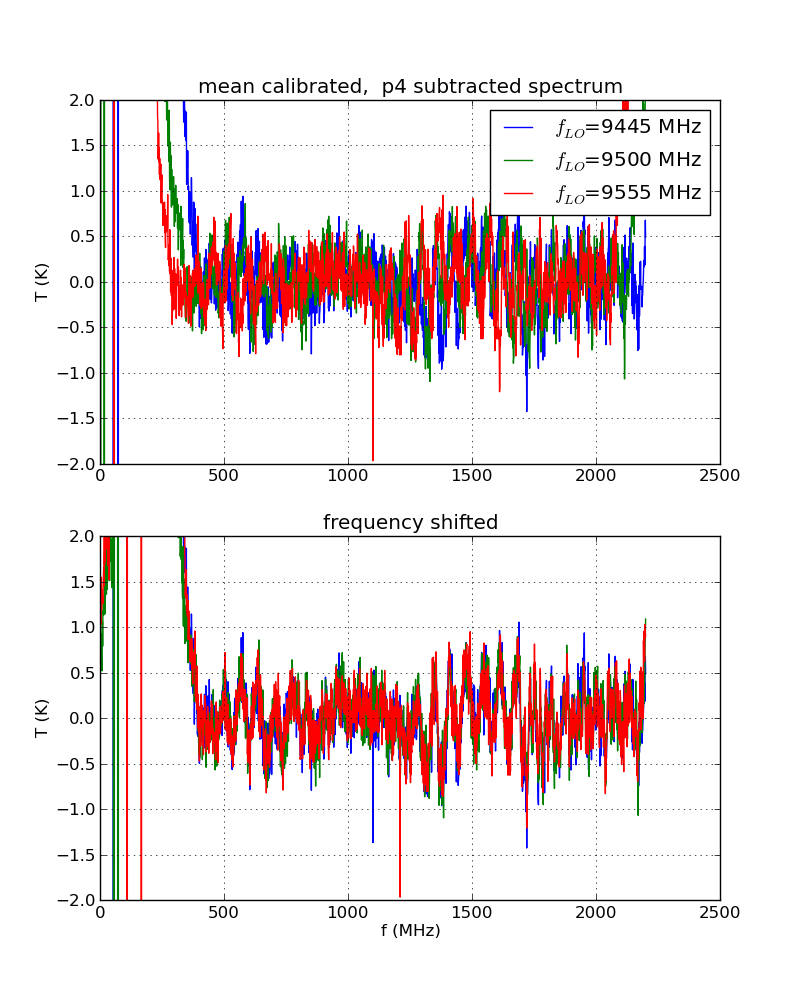 mean calibrated,  p4 subtracted spectrum
2.0
1.5
1.0
0.5
0.0
−0.5
−1.0
−1.5
−2.0
T (K)
f_LO=9445 MHz
f_LO=9500 MHz
f_LO=9555 MHz
0 500 1000 1500 2000 2500
frequency shifted
2.0
1.5
1.0
0.5
0.0
−0.5
−1.0
−1.5
−2.0
T (K)
0 500 1000 1500 2000 2500
f (MHz)